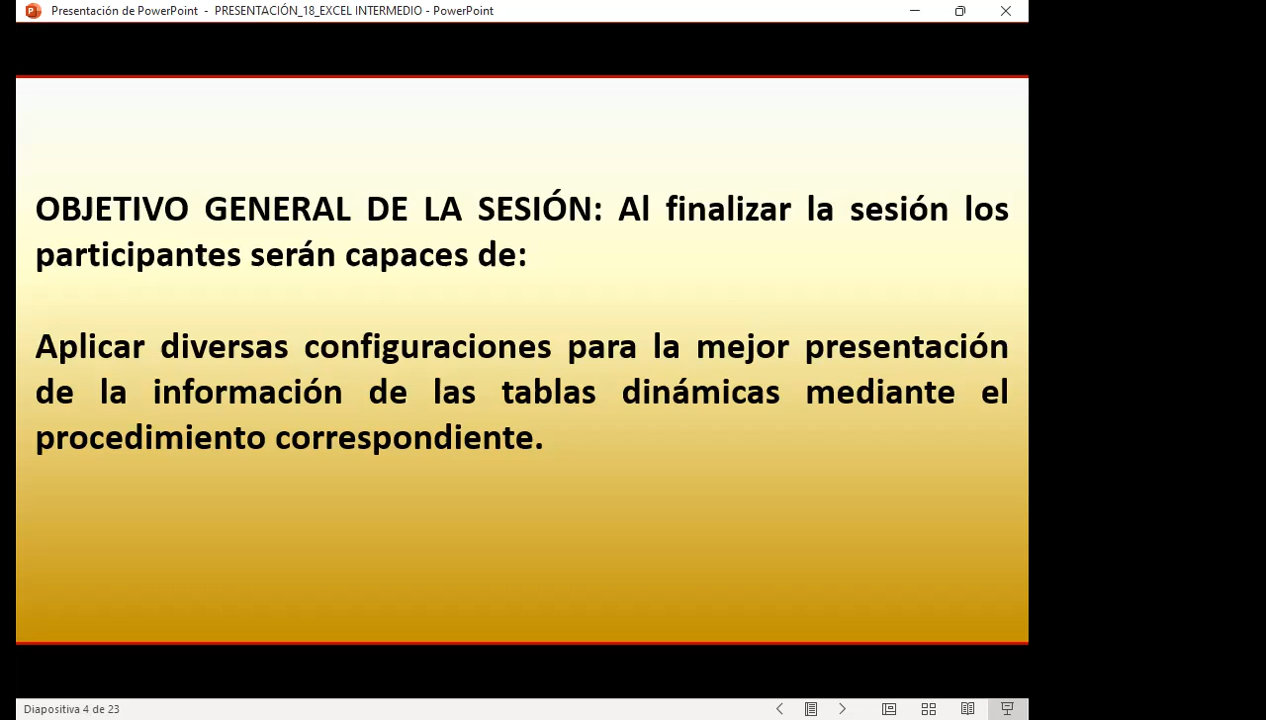 Presentación de PowerPoint - PRESENTACIÓN_18_EXCEL INTERMEDIO - PowerPoint
OBJETIVO GENERAL DE LA SESIÓN: Al finalizar la sesión los
participantes serán capaces de:
Aplicar diversas configuraciones para la mejor presentación
de la información de las tablas dinámicas mediante el
procedimiento correspondiente.
Diapositiva 4 de 23